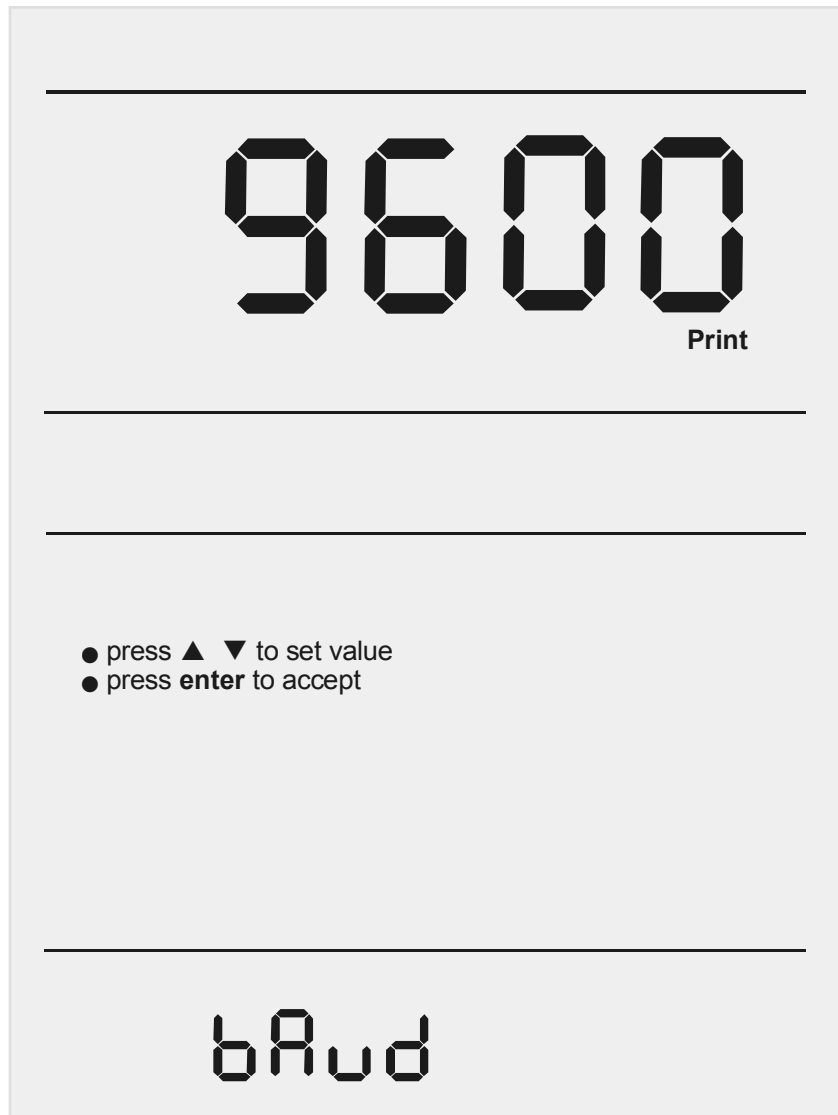 9600
Print
● press ▲ ▼ to set value
● press enter to accept
bAud